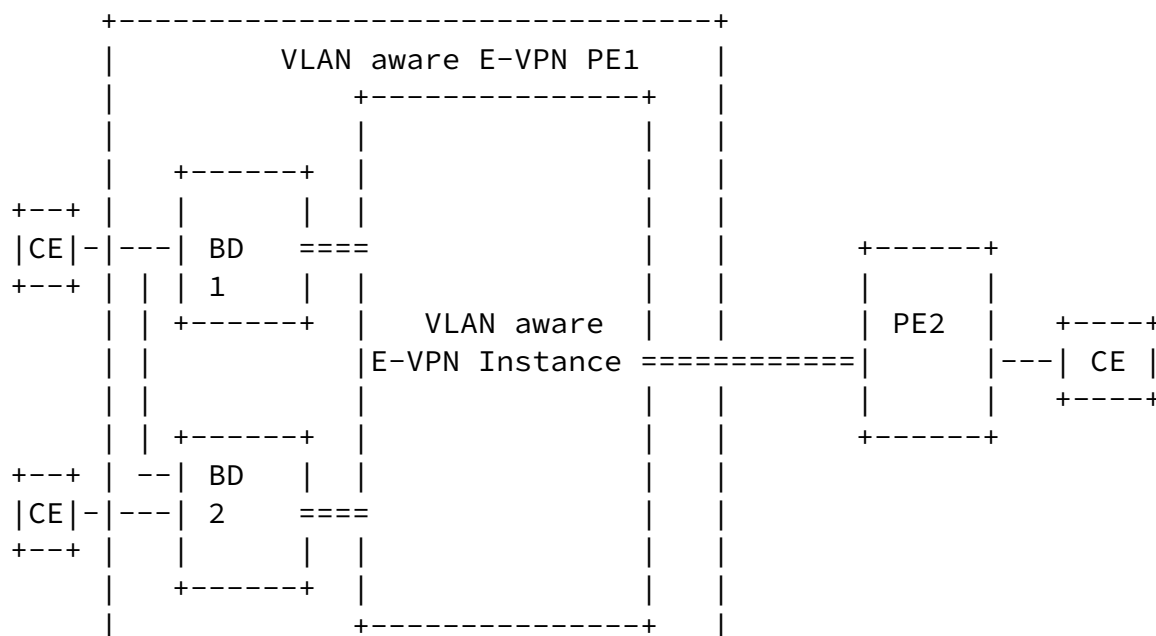 VLAN aware E-VPN PE1
CE BD
1
VLAN aware PE2
E-VPN Instance CE
BD
CE 2